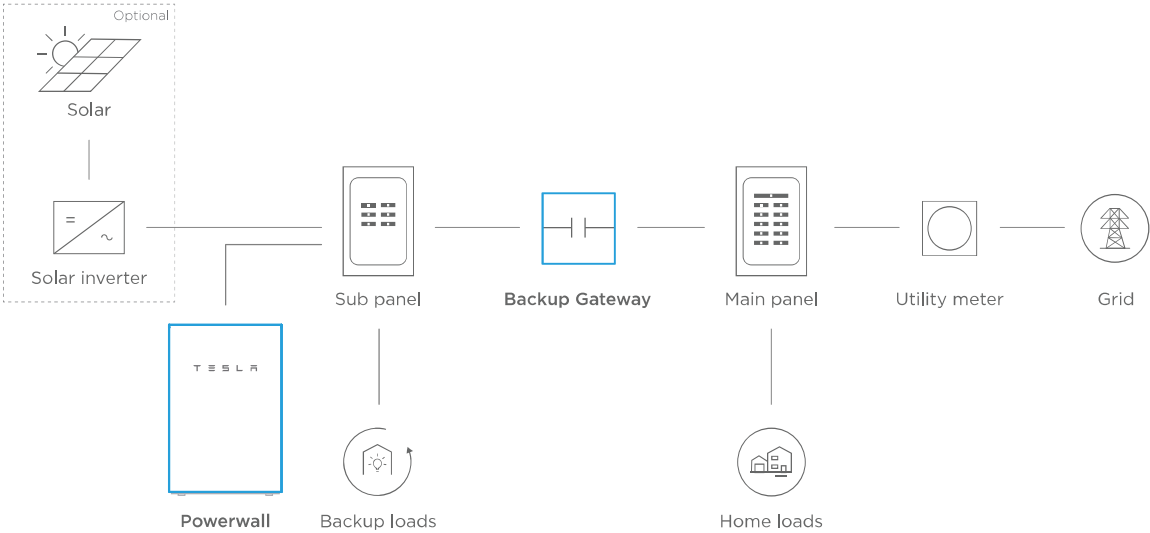 Optional
Solar
Solar inverter
Sub panel
Backup Gateway
Main panel
Utility meter
Grid
TESLA
Powerwall
Backup loads
Home loads